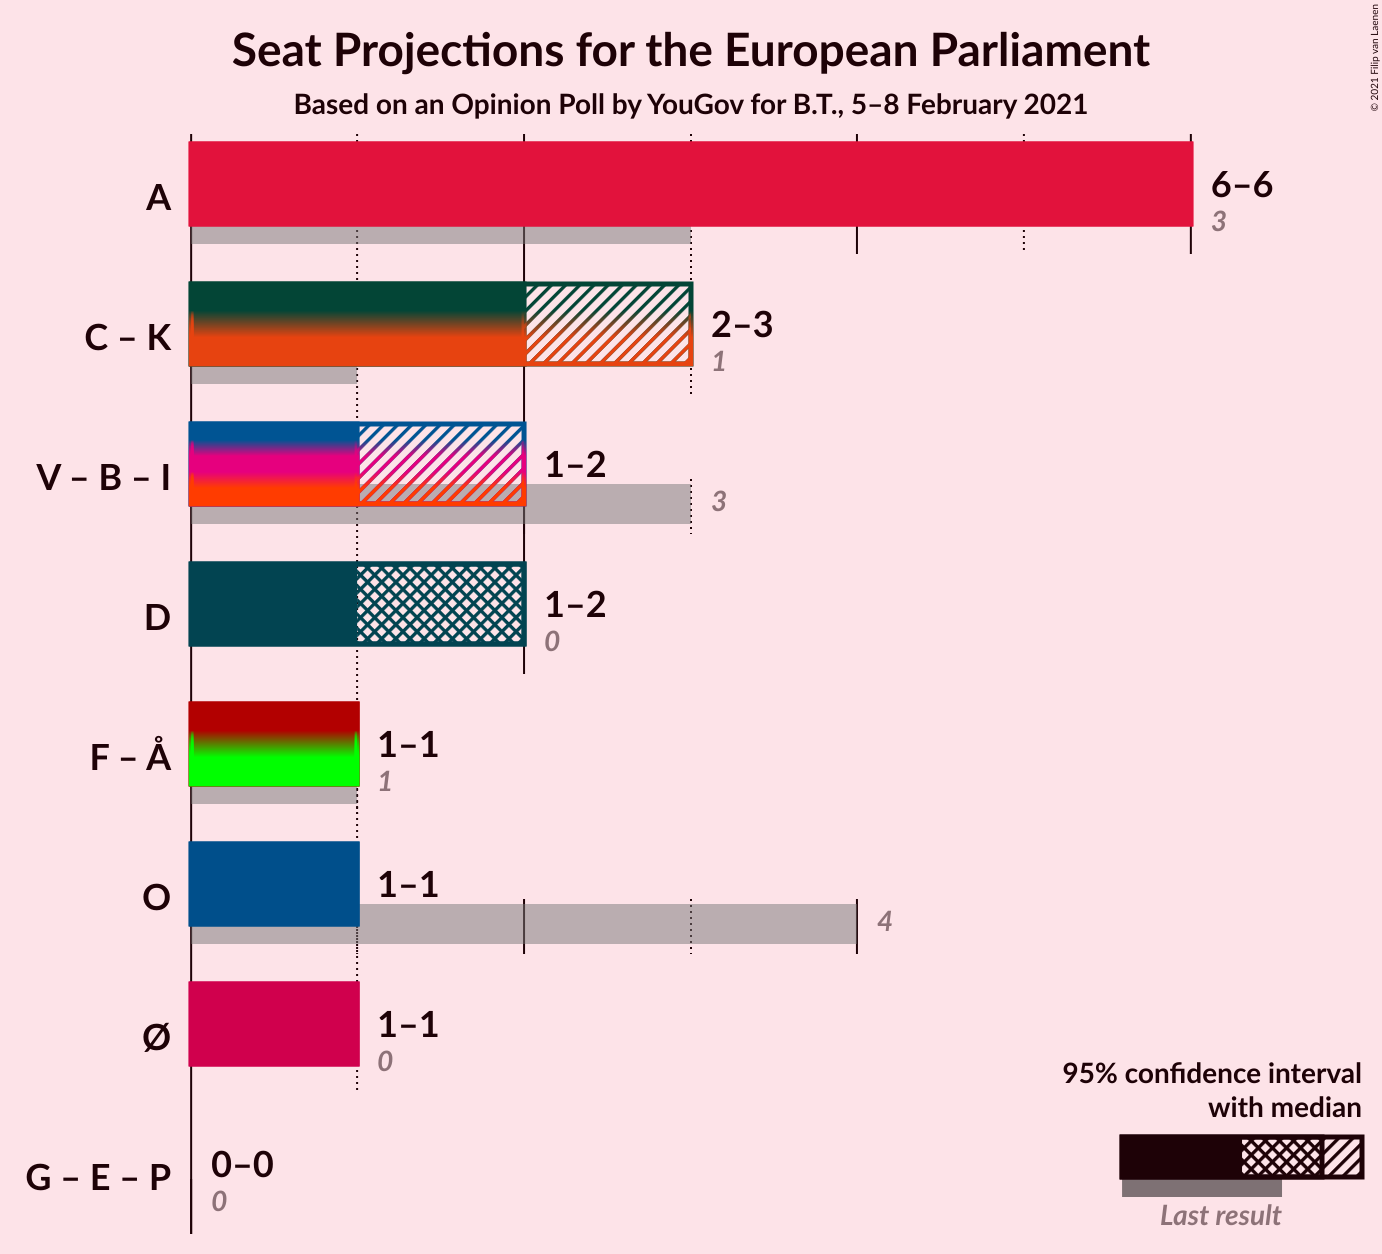 Seat Projections for the European Parliament
Based on an Opinion Poll by YouGov for B.T., 5–8 February 2021
© 2021 Filip van Laenen
A
6–6
3
C – K
2–3
1
V – B – I
1–2
3
D
1–2
0
F – Å
1–1
1
O
1–1
4
Ø
1–1
0
G – E – P
0–0
0
95% confidence interval
with median
Last result